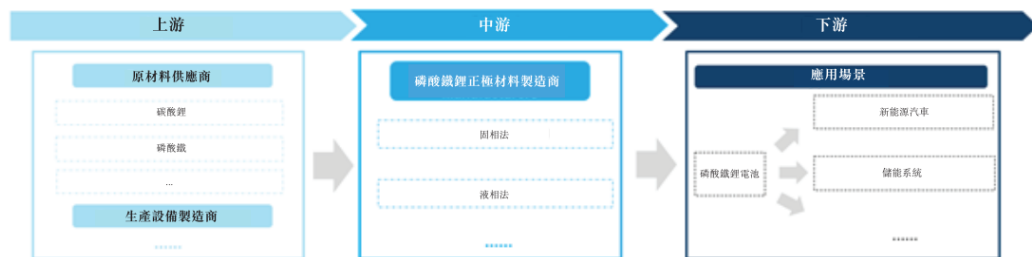 上游
中游
下游
原材料供應商
碳酸鋰
磷酸鐵
...
生產設備製造商
******
磷酸鐵鋰正極材料製造商
固相法
液相法
******
應用場景
磷酸鐵鋰電池
新能源汽車
儲能系統
******